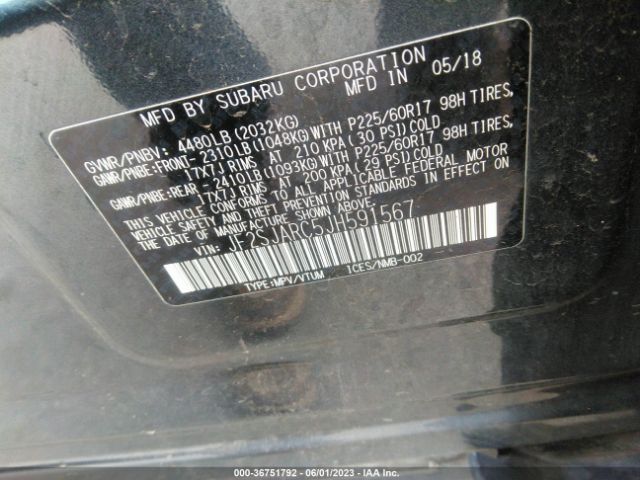 MFD BY SUBARU CORPORATION
MFD IN 05/18
GVWR/PNBV: 4480LB (2032KG)
GAWR/PNBE:FRONT- 2310LB(1048KG)WITH P225/60R17 98H TIRES,
17X7J RIMS AT 210 KPA (30 PSI) COLD
GAWR/PNBE:REAR - 2410LB(1093KG)WITH P225/60R17 98H TIRES,
17X7J RIMS AT 200 KPA (29 PSI) COLD
THIS VEHICLE CONFORMS TO ALL APPLICABLE FEDERAL MOTOR
VEHICLE SAFETY AND THEFT PREVENTION STANDARDS IN EFFECT ON
THE DATE OF MANUFACTURE SHOWN ABOVE.
VIN: JF2SJARC5JH591567
TYPE:MPV/VTUM ICES/NMB-002
000-36751792 - 06/01/2023 - IAA Inc.